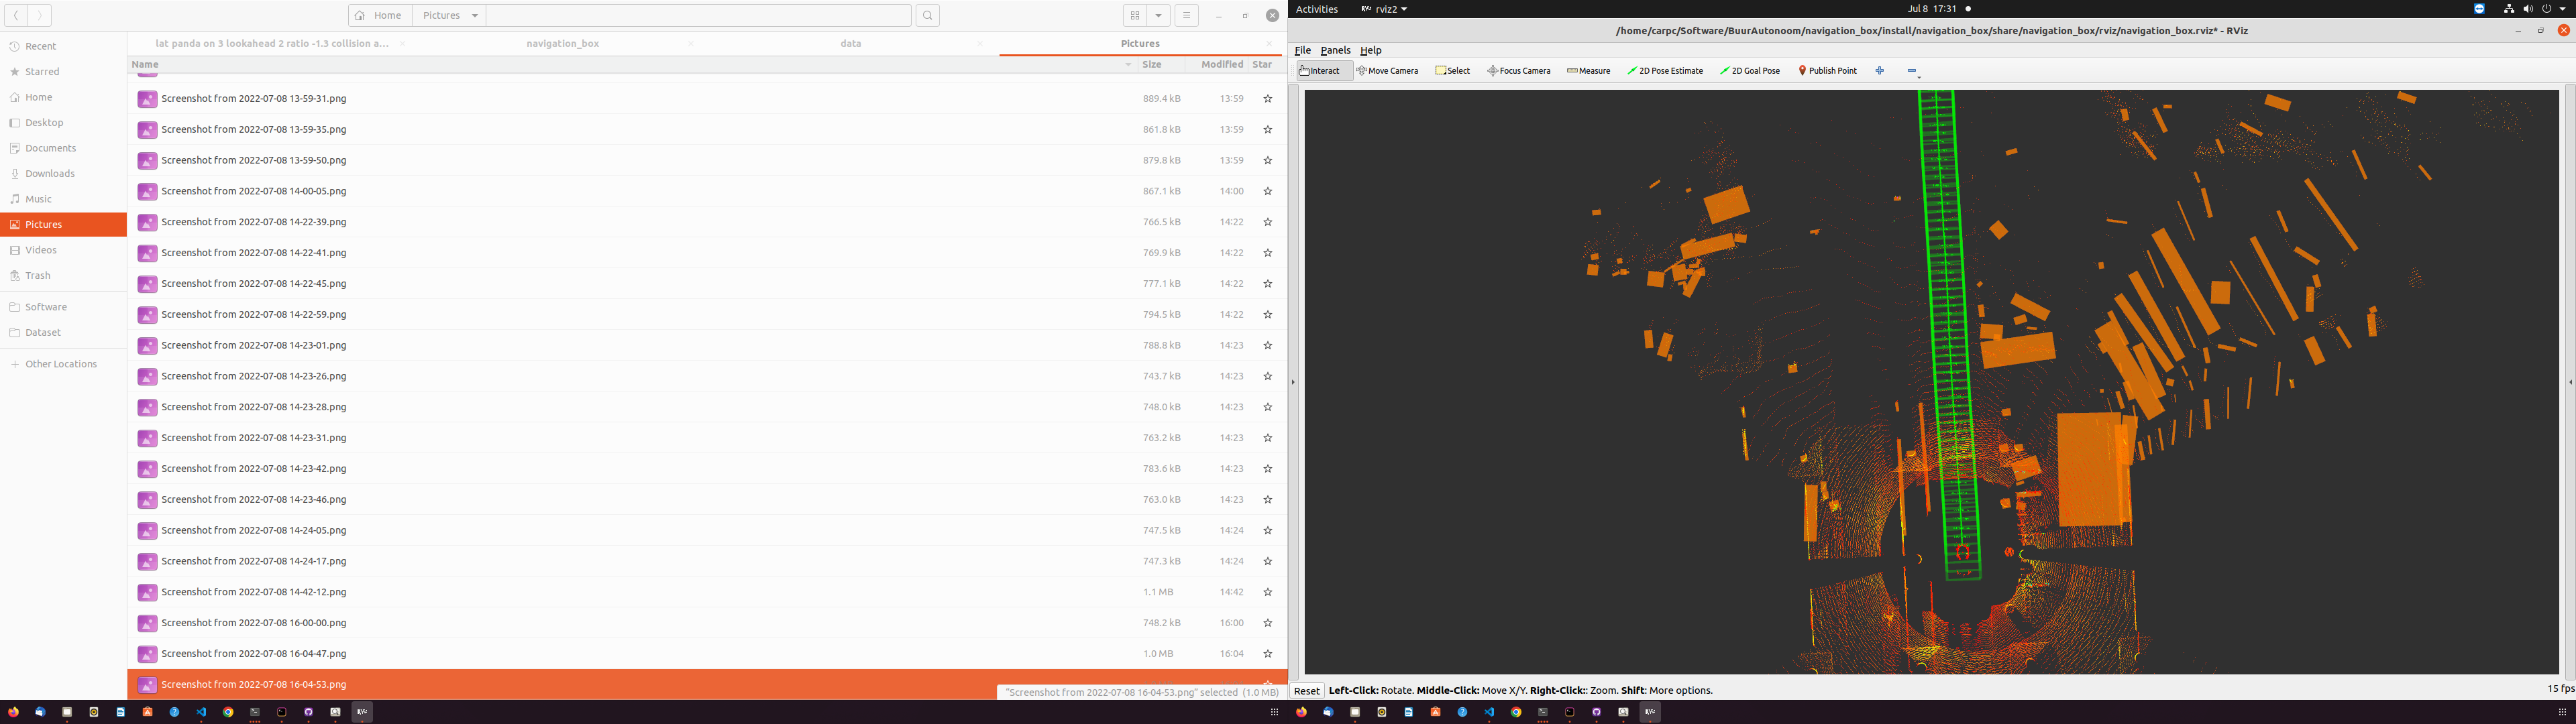 Home
Pictures
lat panda on 3 lookahead 2 ratio -1.3 collision a...
navigation_box
data
Pictures
Name
Size
Modified
Star
Recent
Starred
Home
Desktop
Documents
Downloads
Music
Pictures
Videos
Trash
Software
Dataset
Other Locations
Screenshot from 2022-07-08 13-59-31.png 889.4 kB 13:59
Screenshot from 2022-07-08 13-59-35.png 861.8 kB 13:59
Screenshot from 2022-07-08 13-59-50.png 879.8 kB 13:59
Screenshot from 2022-07-08 14-00-05.png 867.1 kB 14:00
Screenshot from 2022-07-08 14-22-39.png 766.5 kB 14:22
Screenshot from 2022-07-08 14-22-41.png 769.9 kB 14:22
Screenshot from 2022-07-08 14-22-45.png 777.1 kB 14:22
Screenshot from 2022-07-08 14-22-59.png 794.5 kB 14:22
Screenshot from 2022-07-08 14-23-01.png 788.8 kB 14:23
Screenshot from 2022-07-08 14-23-26.png 743.7 kB 14:23
Screenshot from 2022-07-08 14-23-28.png 748.0 kB 14:23
Screenshot from 2022-07-08 14-23-31.png 763.2 kB 14:23
Screenshot from 2022-07-08 14-23-42.png 783.6 kB 14:23
Screenshot from 2022-07-08 14-23-46.png 763.0 kB 14:23
Screenshot from 2022-07-08 14-24-05.png 747.5 kB 14:24
Screenshot from 2022-07-08 14-24-17.png 747.3 kB 14:24
Screenshot from 2022-07-08 14-42-12.png 1.1 MB 14:42
Screenshot from 2022-07-08 16-00-00.png 748.2 kB 16:00
Screenshot from 2022-07-08 16-04-47.png 1.0 MB 16:04
Screenshot from 2022-07-08 16-04-53.png
"Screenshot from 2022-07-08 16-04-53.png" selected (1.0 MB)
Activities
rviz2
Jul 8 17:31
/home/carpc/Software/BuurAutonoom/navigation_box/install/navigation_box/share/navigation_box/rviz/navigation_box.rviz* - RViz
File Panels Help
Interact Move Camera Select Focus Camera Measure 2D Pose Estimate 2D Goal Pose Publish Point
Reset Left-Click: Rotate. Middle-Click: Move X/Y. Right-Click:: Zoom. Shift: More options.
15 fps